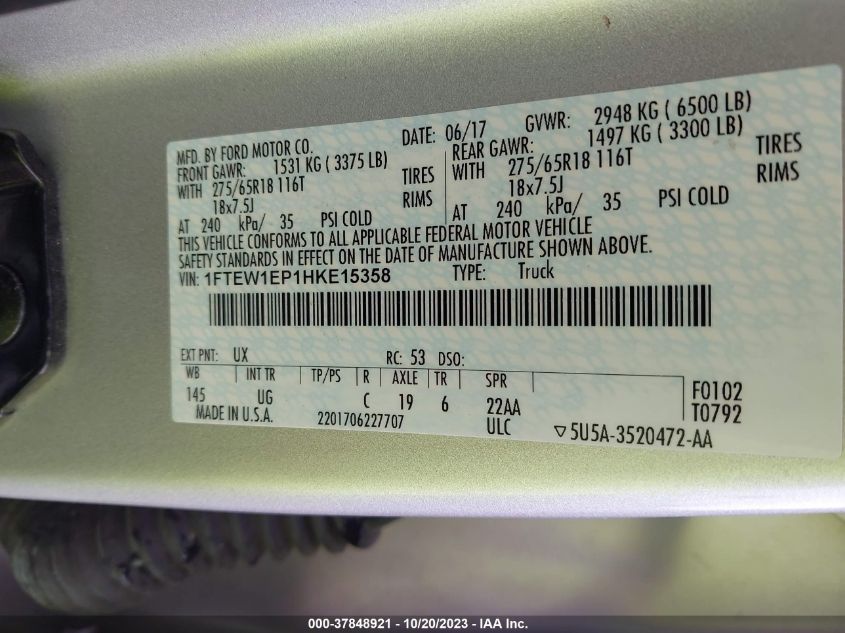 MFD. BY FORD MOTOR CO.
DATE: 06/17 GVWR: 2948 KG ( 6500 LB)
FRONT GAWR: 1531 KG ( 3375 LB) REAR GAWR: 1497 KG ( 3300 LB)
WITH 275/65R18 116T TIRES WITH 275/65R18 116T TIRES
18x7.5J RIMS 18x7.5J RIMS
AT 240 kPa/ 35 PSI COLD AT 240 kPa/ 35 PSI COLD
THIS VEHICLE CONFORMS TO ALL APPLICABLE FEDERAL MOTOR VEHICLE
SAFETY STANDARDS IN EFFECT ON THE DATE OF MANUFACTURE SHOWN ABOVE.
VIN: 1FTEW1EP1HKE15358 TYPE: Truck
EXT PNT: UX RC: 53 DSO:
WB INT TR TP/PS R AXLE TR SPR
145 UG C 19 6 22AA F0102
MADE IN U.S.A. 2201706227707 ULC T0792
▽5U5A-3520472-AA
000-37848921 - 10/20/2023 - IAA Inc.